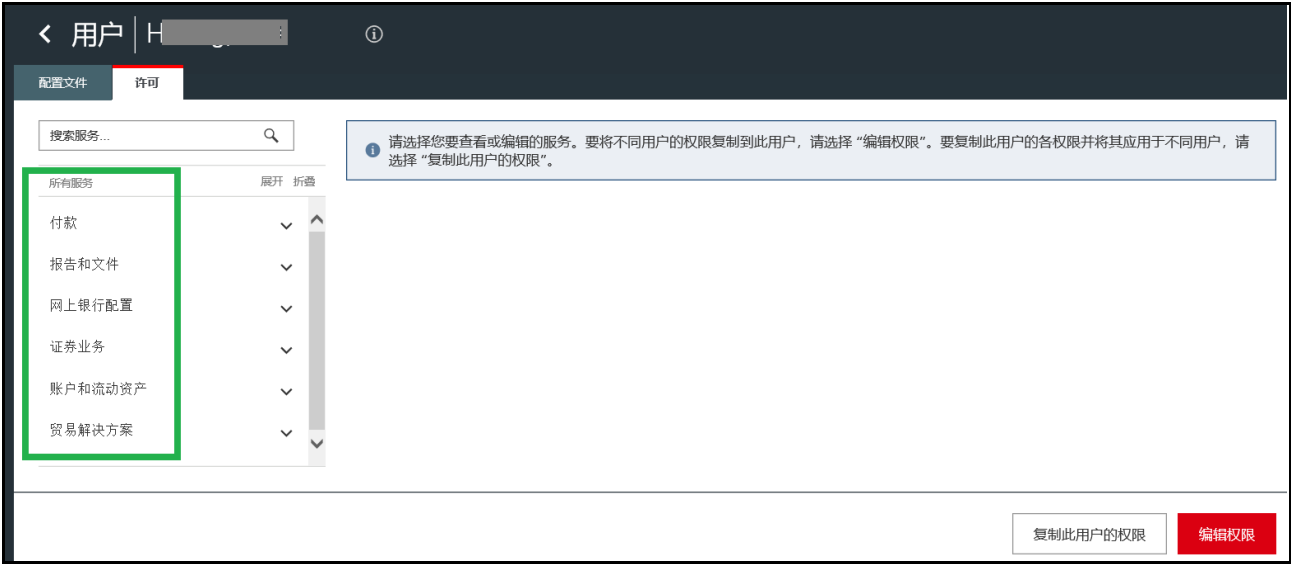 用户 H
配置文件 许可
搜索服务...
请选择您要查看或编辑的服务。要将不同用户的权限复制到此用户，请选择 “编辑权限”。要复制此用户的各权限并将其应用于不同用户，请
选择 “复制此用户的权限”。
所有服务 展开 折叠
付款
报告和文件
网上银行配置
证券业务
账户和流动资产
贸易解决方案
复制此用户的权限 编辑权限